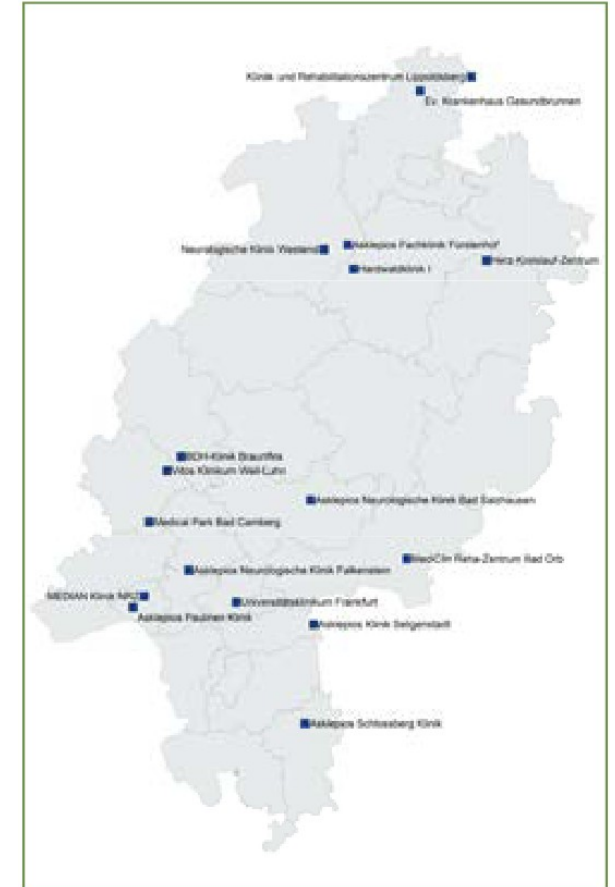 Klinik und Rehabilitationszentrum Lippoldsberg
Ev. Krankenhaus Gesundbrunnen
Neurologische Klinik Westend
Asklepios Fachklinik Fürstenhof
Hardtwaldklinik I
Herz-Kreislauf-Zentrum
BDH-Klinik Braunfels
Vitos Klinikum Weil-Lahn
Asklepios Neurologische Klinik Bad Salzhausen
Medical Park Bad Camberg
MediClin Reha-Zentrum Bad Orb
Asklepios Neurologische Klinik Falkenstein
MEDIAN Klinik NRZ
Universitätsklinikum Frankfurt
Asklepios Paulinen Klinik
Asklepios Klinik Seligenstadt
Asklepios Schlossberg Klinik